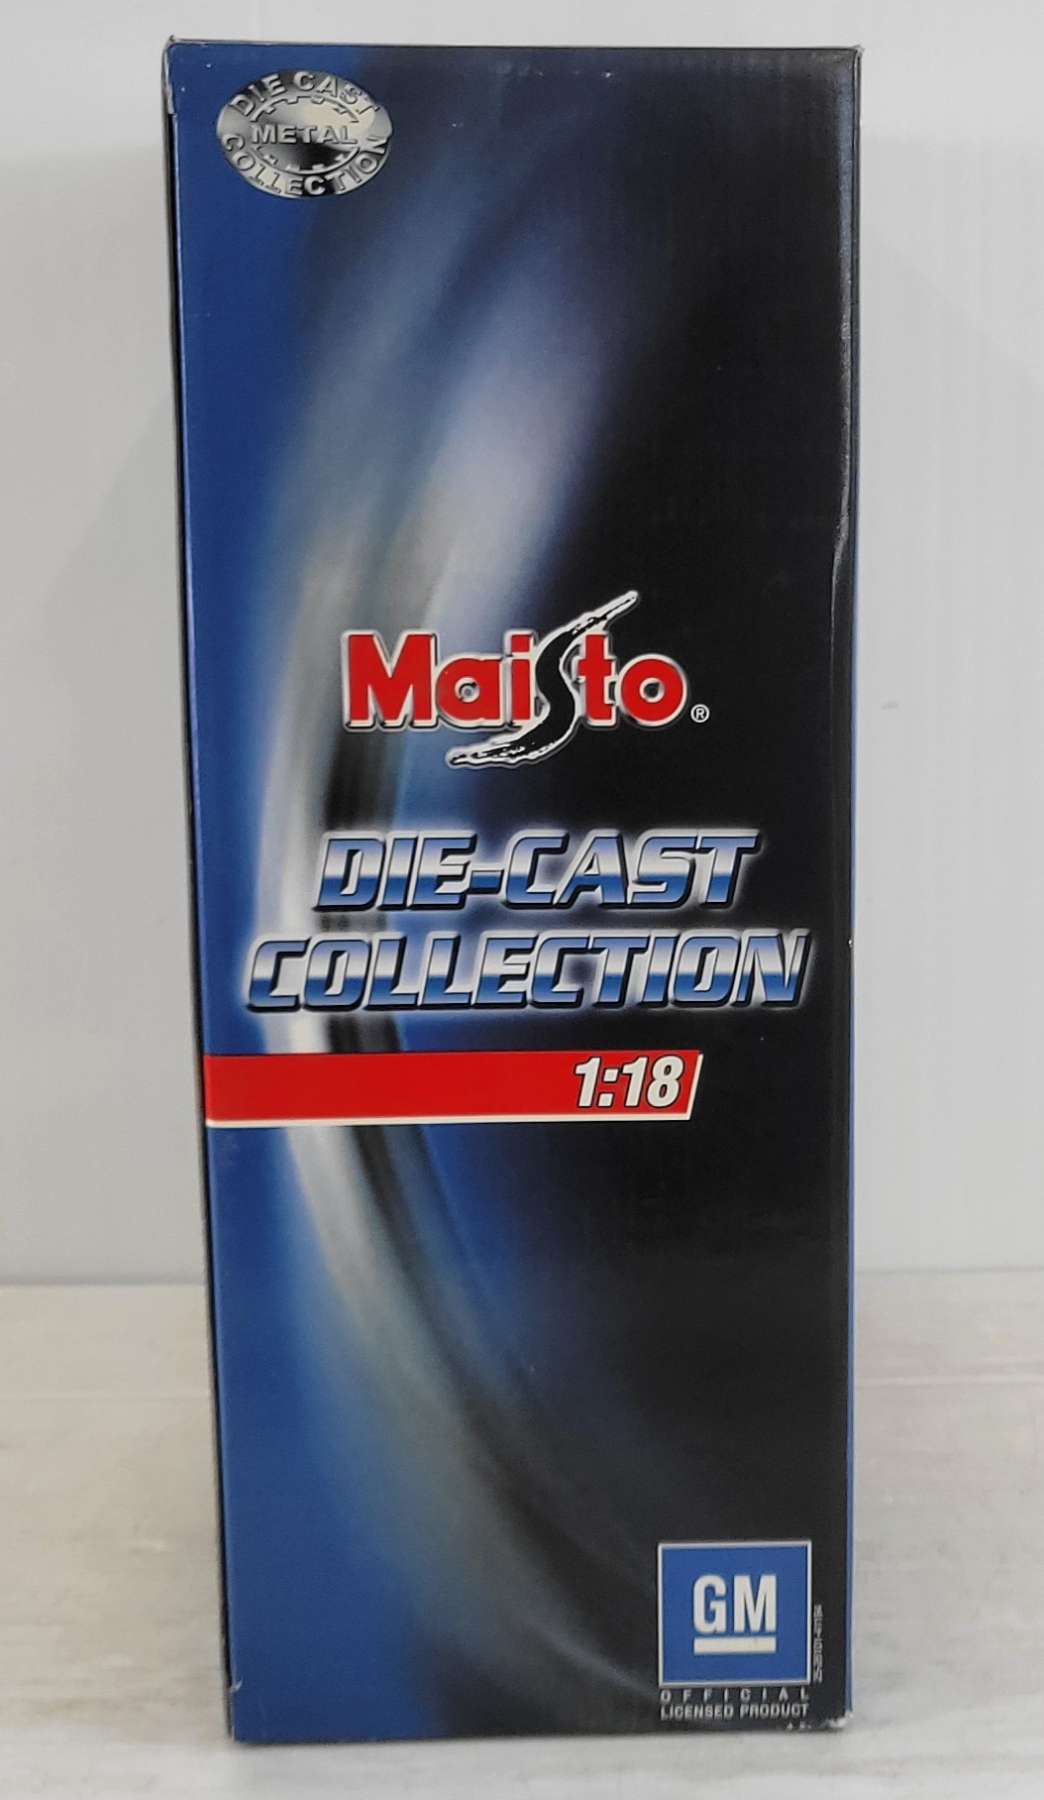 DIE CAST
METAL
COLLECTION
Maisto®
DIE-CAST
COLLECTION
1:18
GM
OFFICIAL
LICENSED PRODUCT